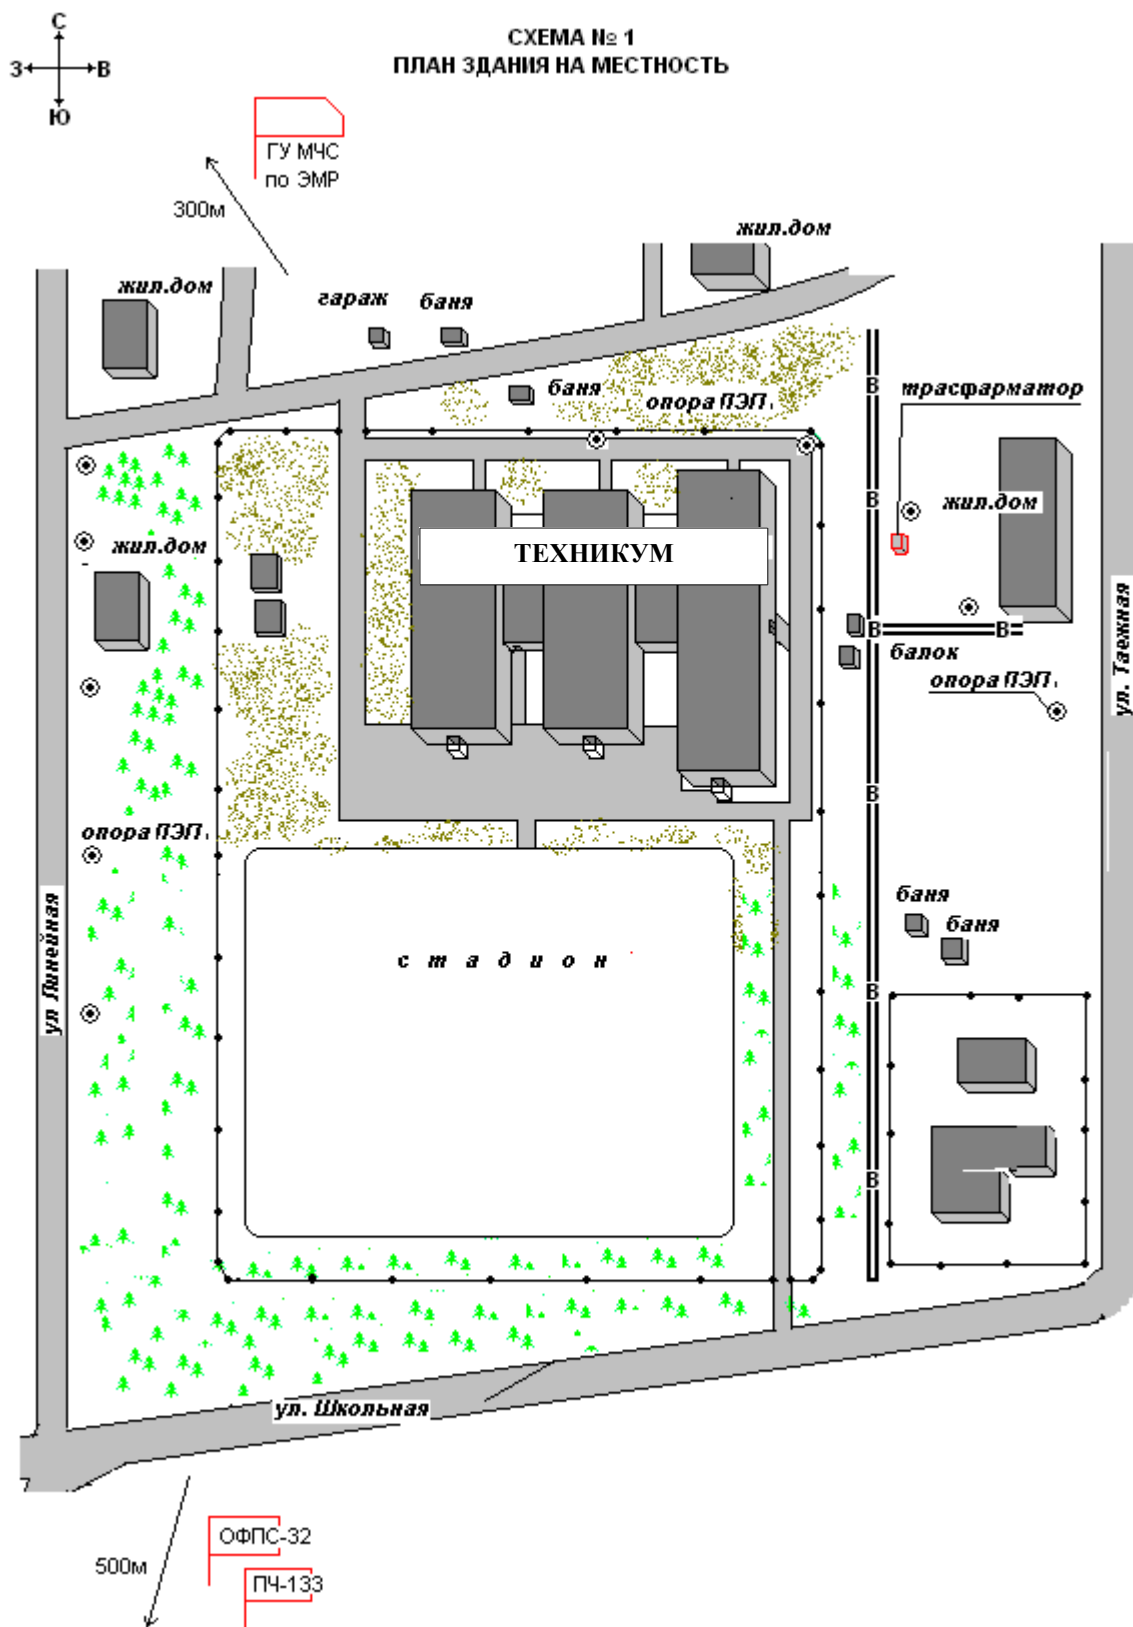 С
З В
Ю
СХЕМА № 1
ПЛАН ЗДАНИЯ НА МЕСТНОСТЬ
ГУ МЧС
по ЭМР
300м
жил.дом
жил.дом
гараж
баня
баня
опора ПЭП
трасфарматор
В
В
жил.дом
жил.дом
ТЕХНИКУМ
В
В
балок
опора ПЭП
ул. Таежная
В
опора ПЭП
баня
баня
ул Линейная
стадион
В
В
ул. Школьная
ОФПС-32
500м
ПЧ-133